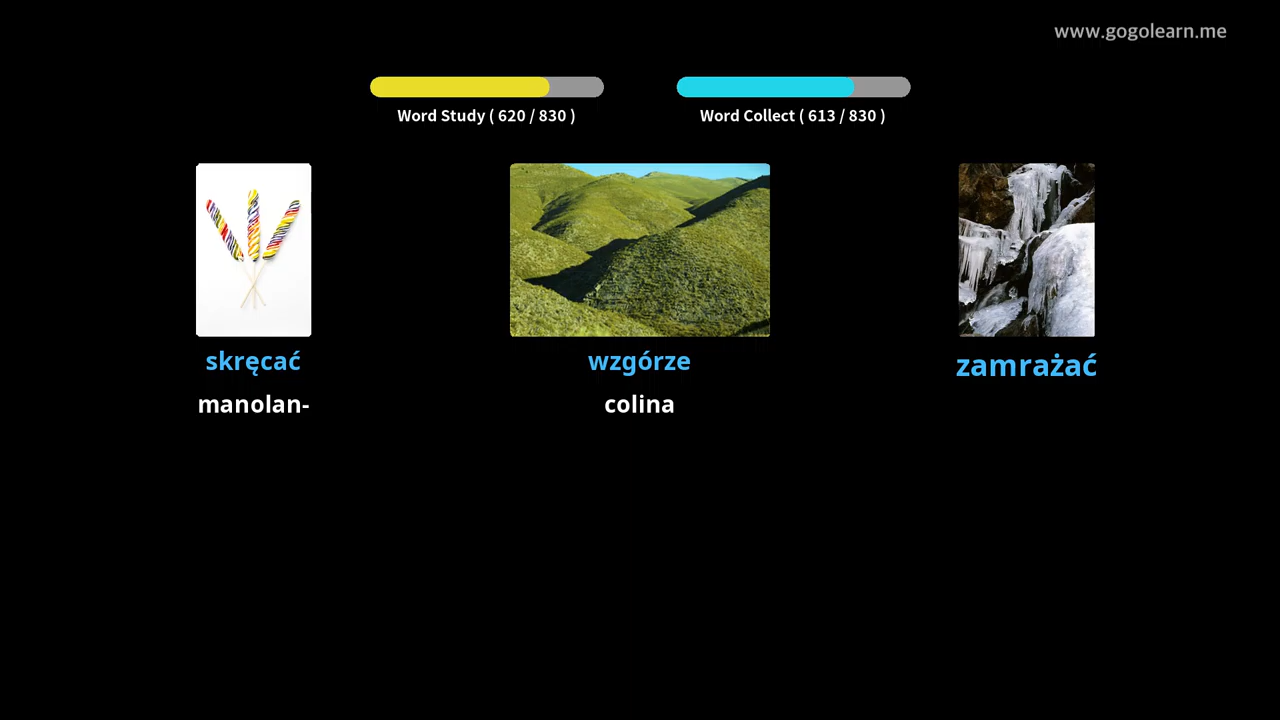 www.gogolearn.me
Word Study ( 620 / 830 )
Word Collect ( 613 / 830 )
skręcać
manolan-
wzgórze
colina
zamrażać